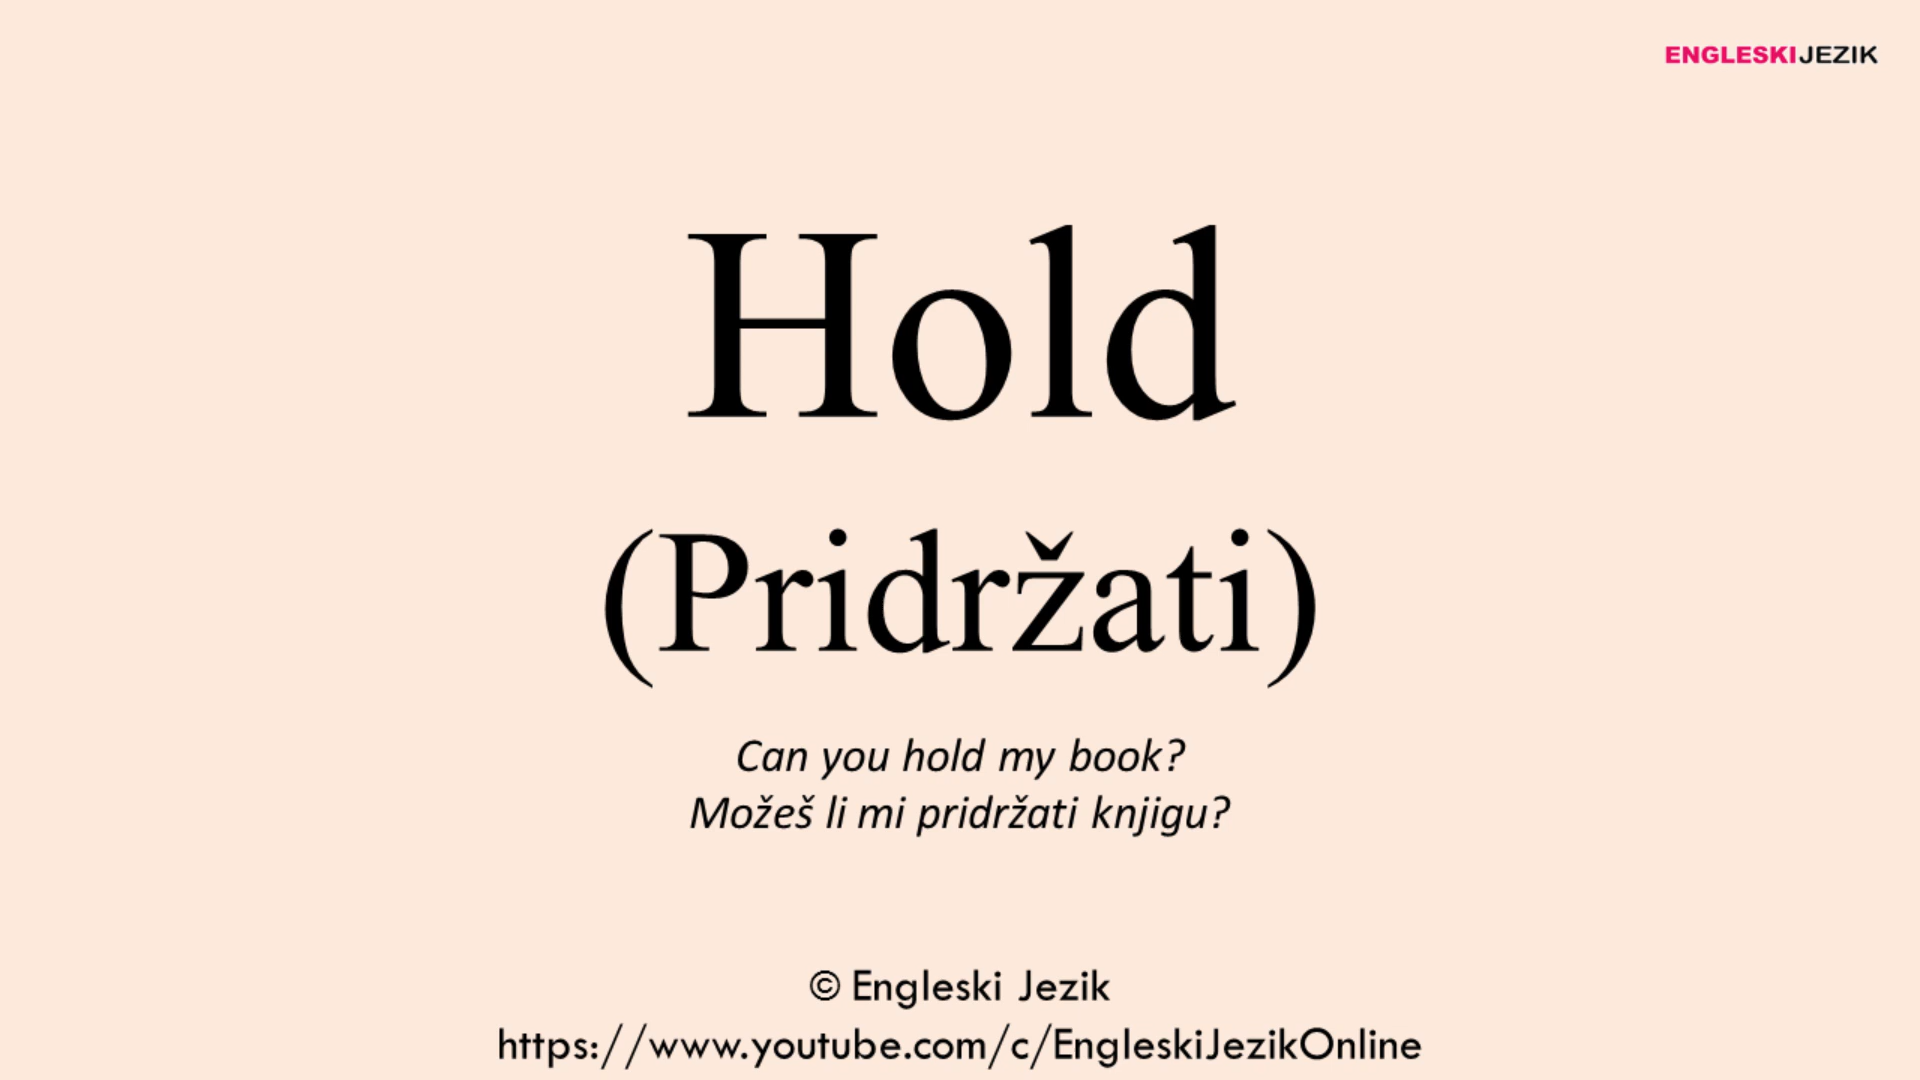 ENGLESKIJEZIK
Hold
(Pridržati)
Can you hold my book?
Možeš li mi pridržati knjigu?
© Engleski Jezik
https://www.youtube.com/c/EngleskiJezikOnline